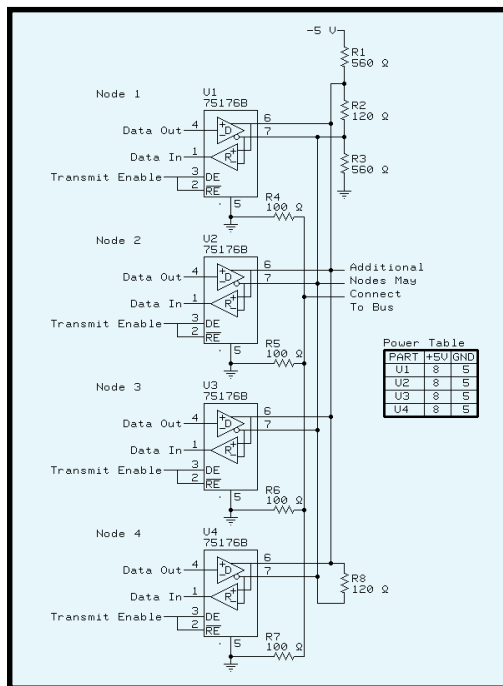 -5 V
R1
560 Ω
R2
120 Ω
R3
560 Ω
Node 1
U1
75176B
4
Data Out
D
6
7
Data In
1
R
Transmit Enable
3
DE
2
RE
5
R4
100 Ω
Node 2
U2
75176B
4
Data Out
D
6
7
Data In
1
R
Transmit Enable
3
DE
2
RE
5
R5
100 Ω
Additional
Nodes May
Connect
To Bus
Power Table
PART +5V GND
U1 8 5
U2 8 5
U3 8 5
U4 8 5
Node 3
U3
75176B
4
Data Out
D
6
7
Data In
1
R
Transmit Enable
3
DE
2
RE
5
R6
100 Ω
Node 4
U4
75176B
4
Data Out
D
6
7
Data In
1
R
Transmit Enable
3
DE
2
RE
5
R7
100 Ω
R8
120 Ω